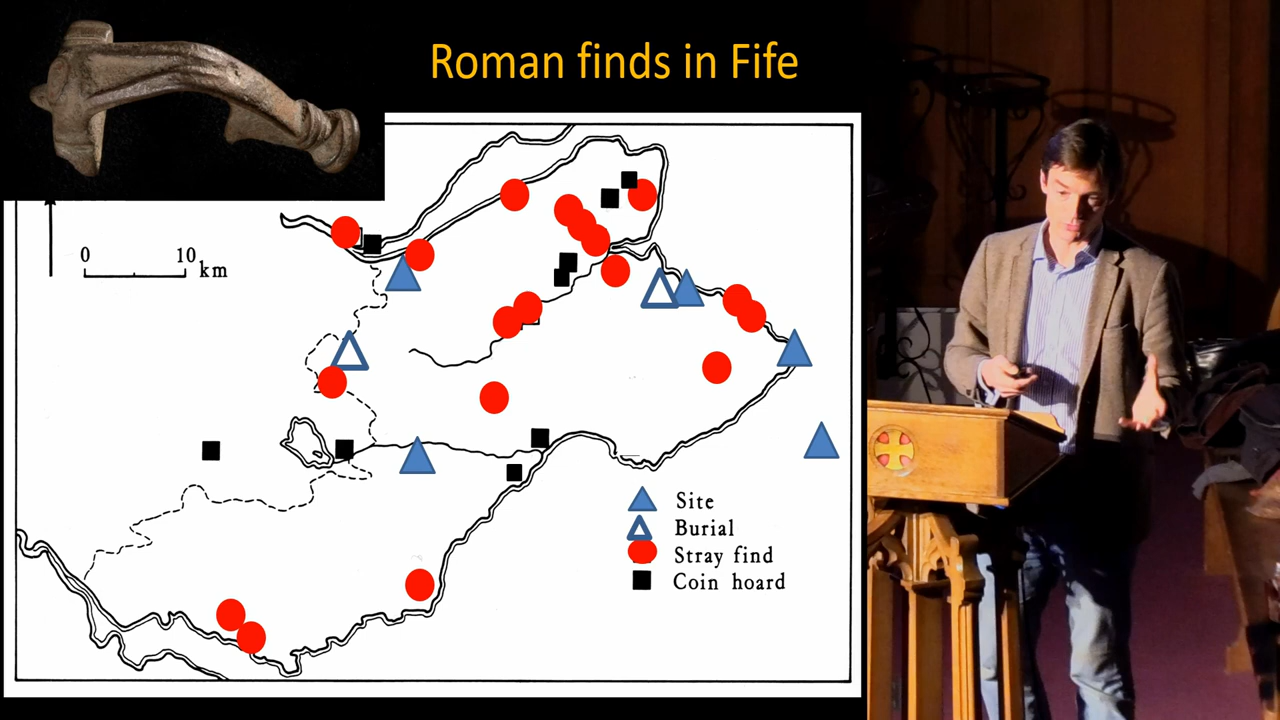 Roman finds in Fife
0 10
km
Site
Burial
Stray find
Coin hoard